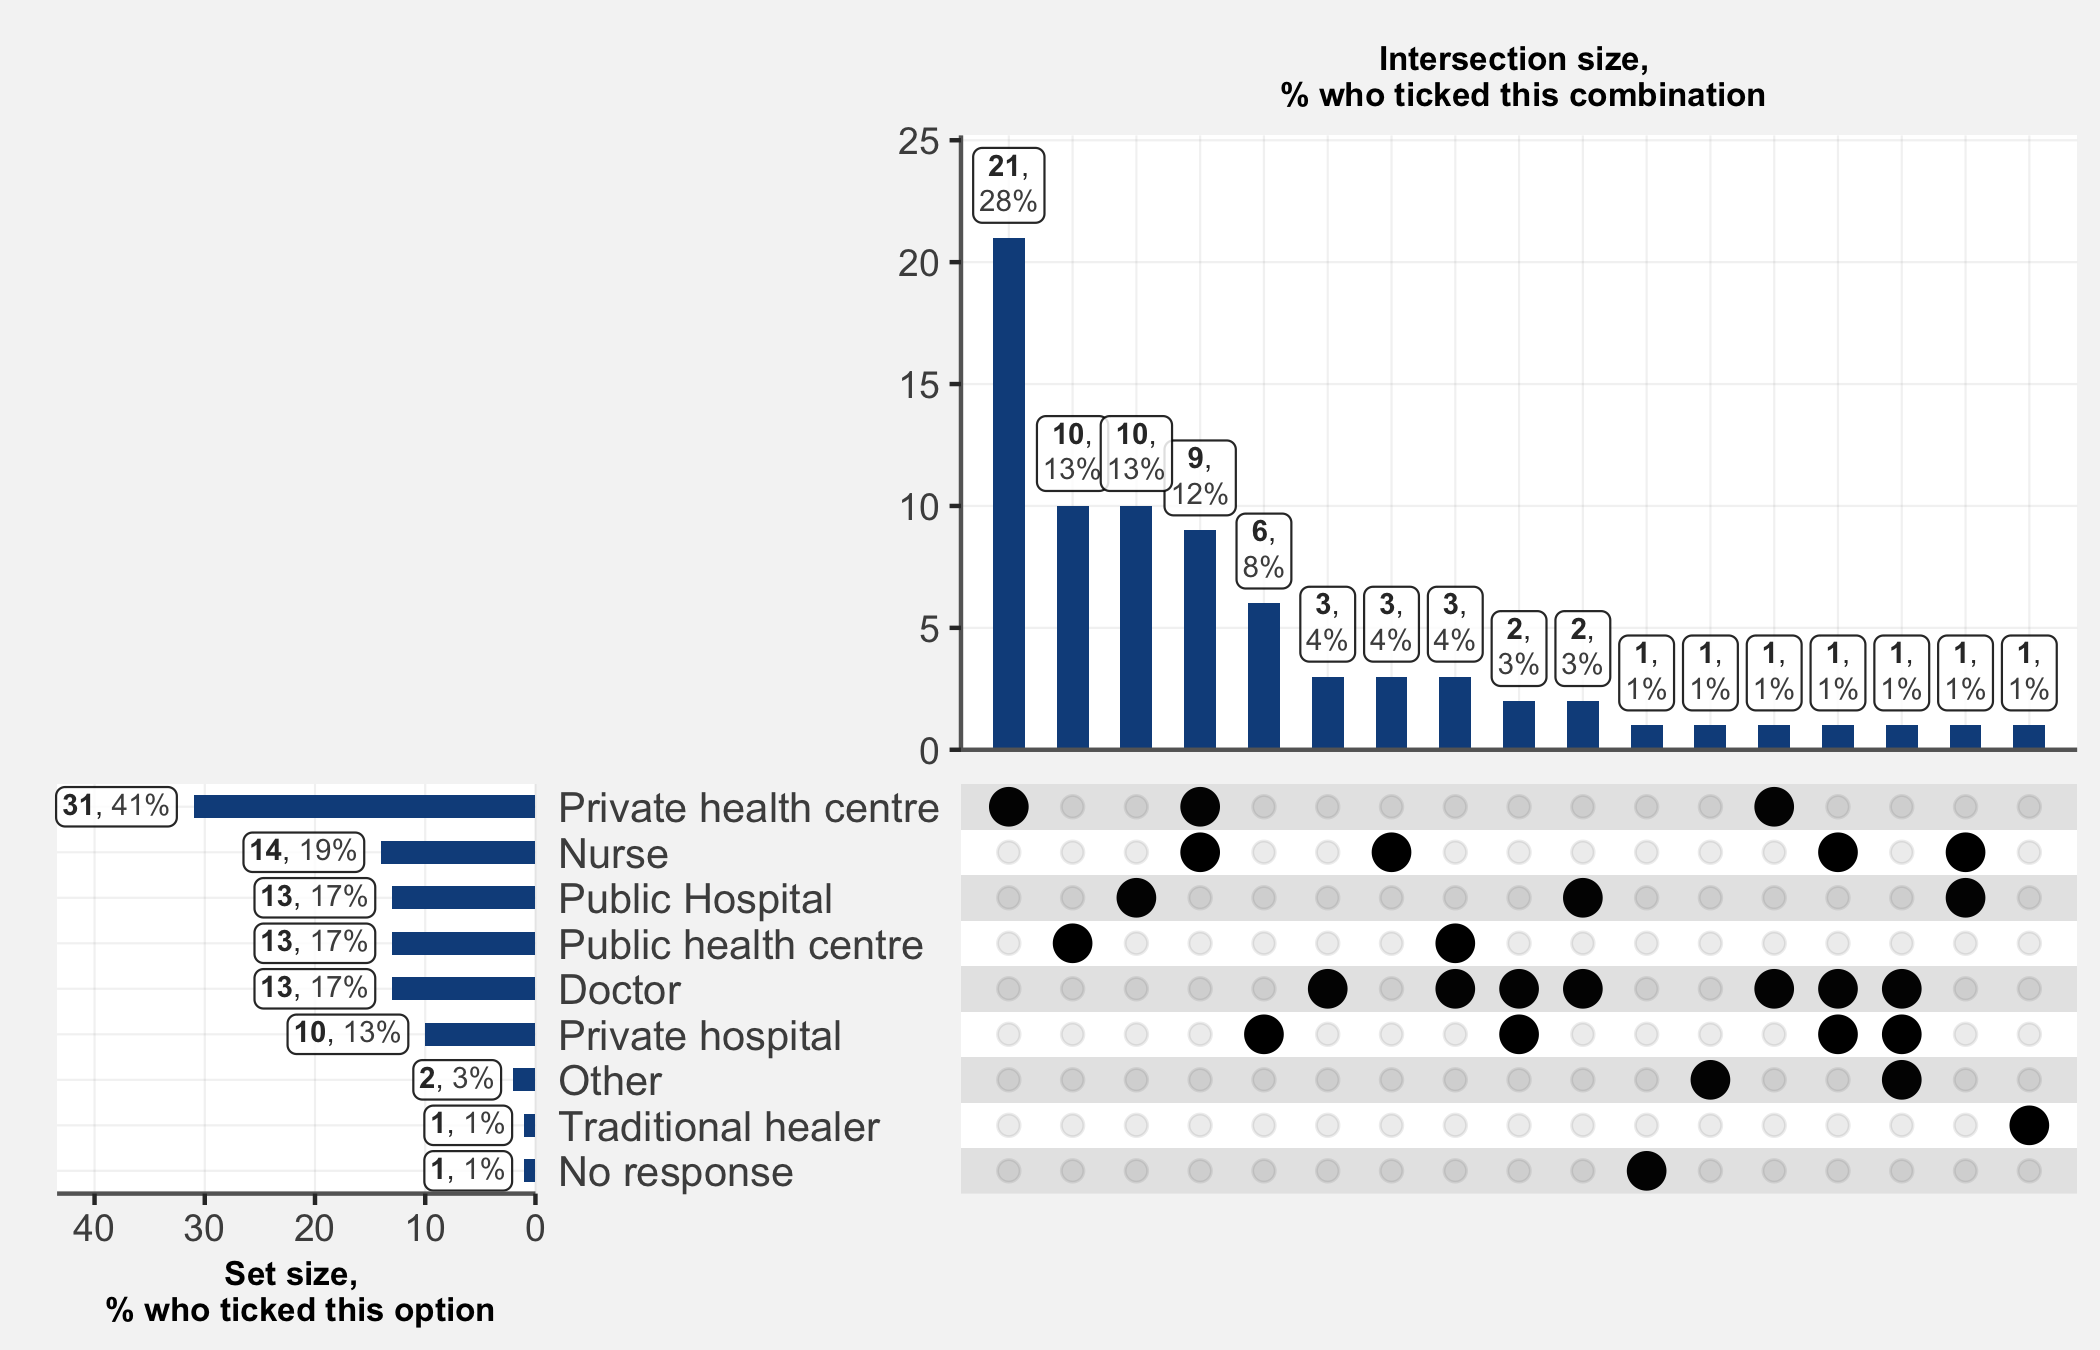 Intersection size,
% who ticked this combination
25
20
15
10
5
0
21,
28%
10,
13%
10,
13%
9,
12%
6,
8%
3,
4%
3,
4%
3,
4%
2,
3%
2,
3%
1,
1%
1,
1%
1,
1%
1,
1%
1,
1%
1,
1%
1,
1%
31, 41% Private health centre
14, 19% Nurse
13, 17% Public Hospital
13, 17% Public health centre
13, 17% Doctor
10, 13% Private hospital
2, 3% Other
1, 1% Traditional healer
1, 1% No response
40 30 20 10 0
Set size,
% who ticked this option